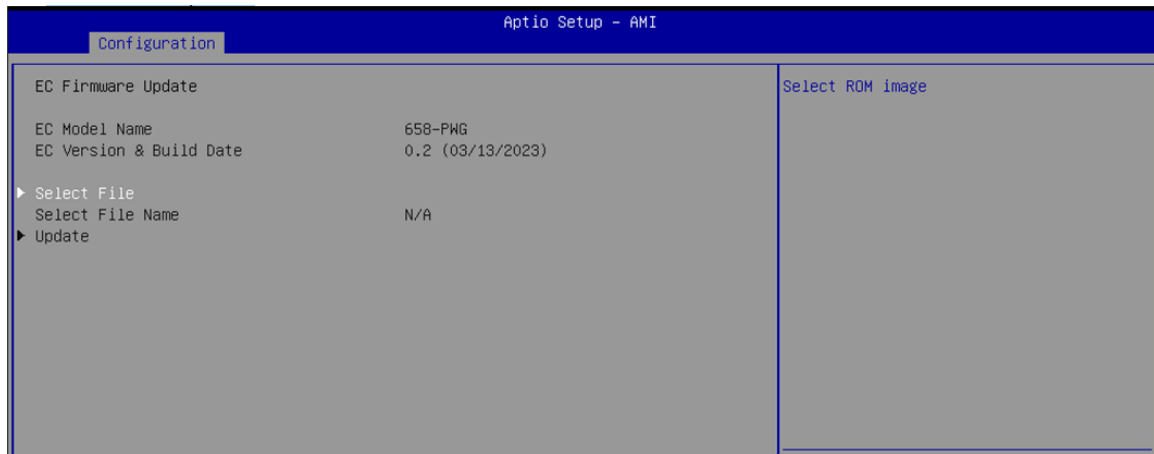 Aptio Setup - AMI
Configuration
EC Firmware Update
Select ROM image
EC Model Name 658-PWG
EC Version & Build Date 0.2 (03/13/2023)
Select File
Select File Name N/A
Update